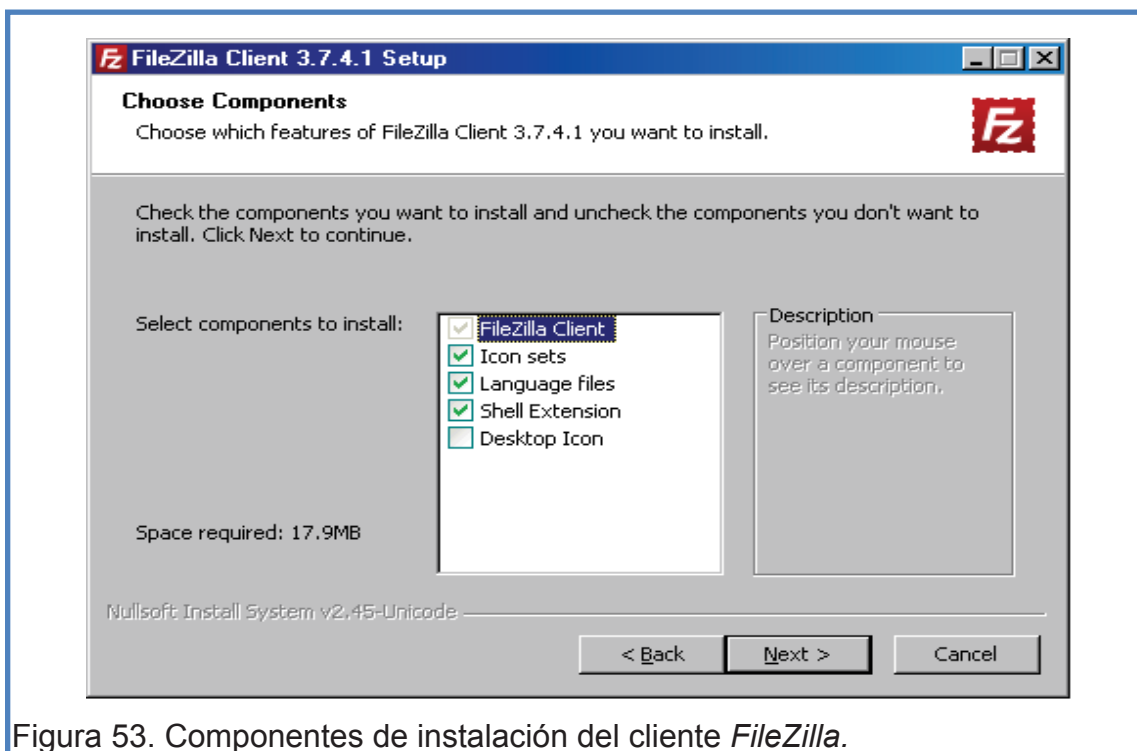 FileZilla Client 3.7.4.1 Setup
Choose Components
Choose which features of FileZilla Client 3.7.4.1 you want to install.
Fz
Check the components you want to install and uncheck the components you don't want to
install. Click Next to continue.
Select components to install:
FileZilla Client
Icon sets
Language files
Shell Extension
Desktop Icon
Description
Position your mouse
over a component to
see its description.
Space required: 17.9MB
Nullsoft Install System v2.45-Unicode
< Back
Next >
Cancel
Figura 53. Componentes de instalación del cliente FileZilla.